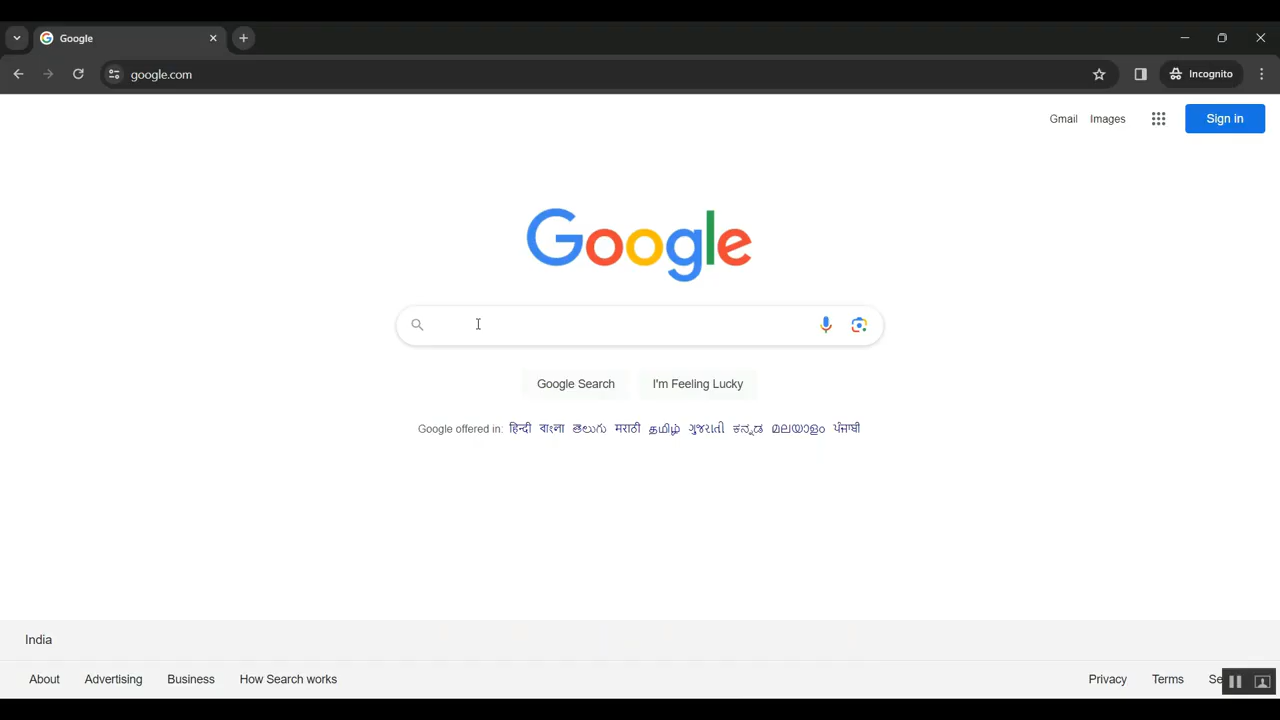 Google
google.com
Incognito
Gmail Images
Sign in
Google
Google Search I'm Feeling Lucky
Google offered in: हिन्दी বাংলা తెలుగు मराठी தமிழ் ગુજરાતી ಕನ್ನಡ മലയാളം ਪੰਜਾਬੀ
India
About Advertising Business How Search works Privacy Terms Se